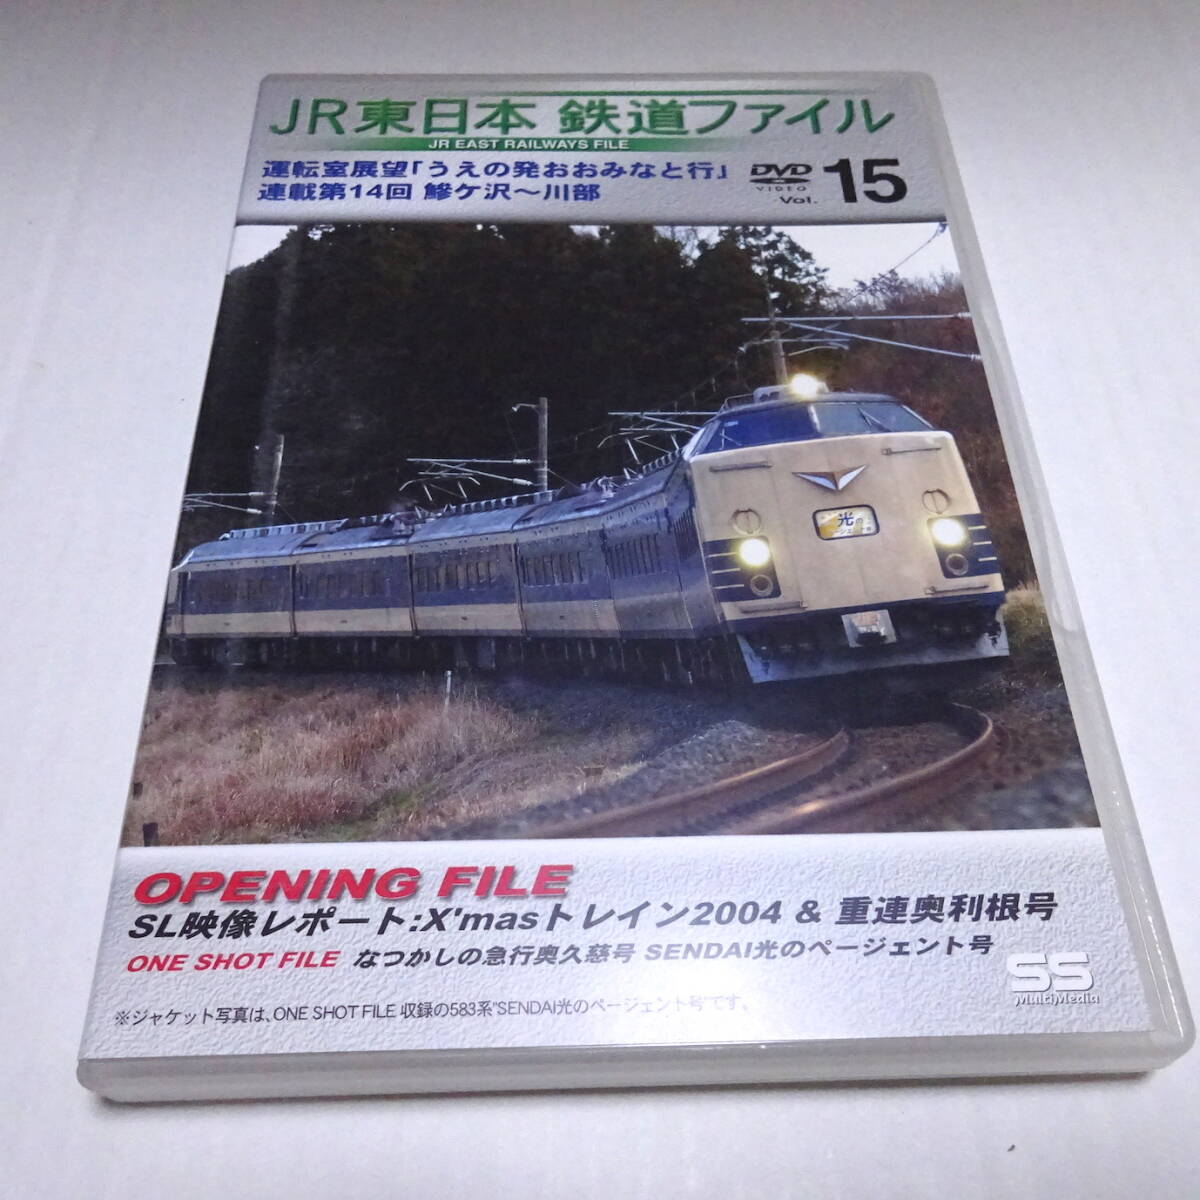 JR東日本 鉄道ファイル
JR EAST RAILWAYS FILE
運転室展望「うえの発おおみなと行」
連載第14回 鰺ケ沢〜川部
DVD
VIDEO
Vol. 15
光の
OPENING FILE
SL映像レポート:X'masトレイン2004 & 重連奥利根号
ONE SHOT FILE なつかしの急行奥久慈号 SENDAI光のページェント号
SS
MultiMedia
※ジャケット写真は、ONE SHOT FILE 収録の583系"SENDAI光のページェント号"です。